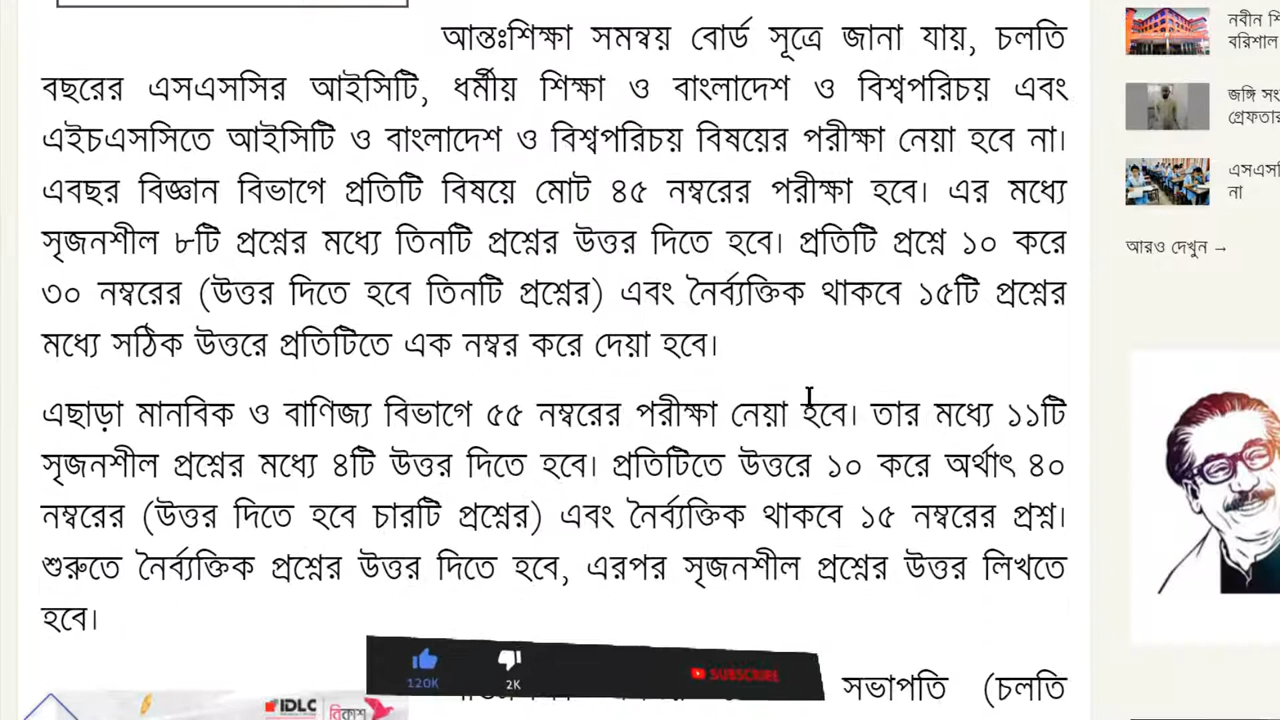 আন্তঃশিক্ষা সমন্বয় বোর্ড সূত্রে জানা যায়, চলতি
বছরের এসএসসির আইসিটি, ধর্মীয় শিক্ষা ও বাংলাদেশ ও বিশ্বপরিচয় এবং
এইচএসসিতে আইসিটি ও বাংলাদেশ ও বিশ্বপরিচয় বিষয়ের পরীক্ষা নেয়া হবে না।
এবছর বিজ্ঞান বিভাগে প্রতিটি বিষয়ে মোট ৪৫ নম্বরের পরীক্ষা হবে। এর মধ্যে
সৃজনশীল ৮টি প্রশ্নের মধ্যে তিনটি প্রশ্নের উত্তর দিতে হবে। প্রতিটি প্রশ্নে ১০ করে
৩০ নম্বরের (উত্তর দিতে হবে তিনটি প্রশ্নের) এবং নৈর্ব্যক্তিক থাকবে ১৫টি প্রশ্নের
মধ্যে সঠিক উত্তরে প্রতিটিতে এক নম্বর করে দেয়া হবে।
এছাড়া মানবিক ও বাণিজ্য বিভাগে ৫৫ নম্বরের পরীক্ষা নেয়া হবে। তার মধ্যে ১১টি
সৃজনশীল প্রশ্নের মধ্যে ৪টি উত্তর দিতে হবে। প্রতিটিতে উত্তরে ১০ করে অর্থাৎ ৪০
নম্বরের (উত্তর দিতে হবে চারটি প্রশ্নের) এবং নৈর্ব্যক্তিক থাকবে ১৫ নম্বরের প্রশ্ন।
শুরুতে নৈর্ব্যক্তিক প্রশ্নের উত্তর দিতে হবে, এরপর সৃজনশীল প্রশ্নের উত্তর লিখতে
হবে।
সভাপতি (চলতি
120K 2K SUBSCRIBE
IDLC বিকাশ
নবীন
বরিশাল
জঙ্গি
গ্রেফতার
না
আরও দেখুন →